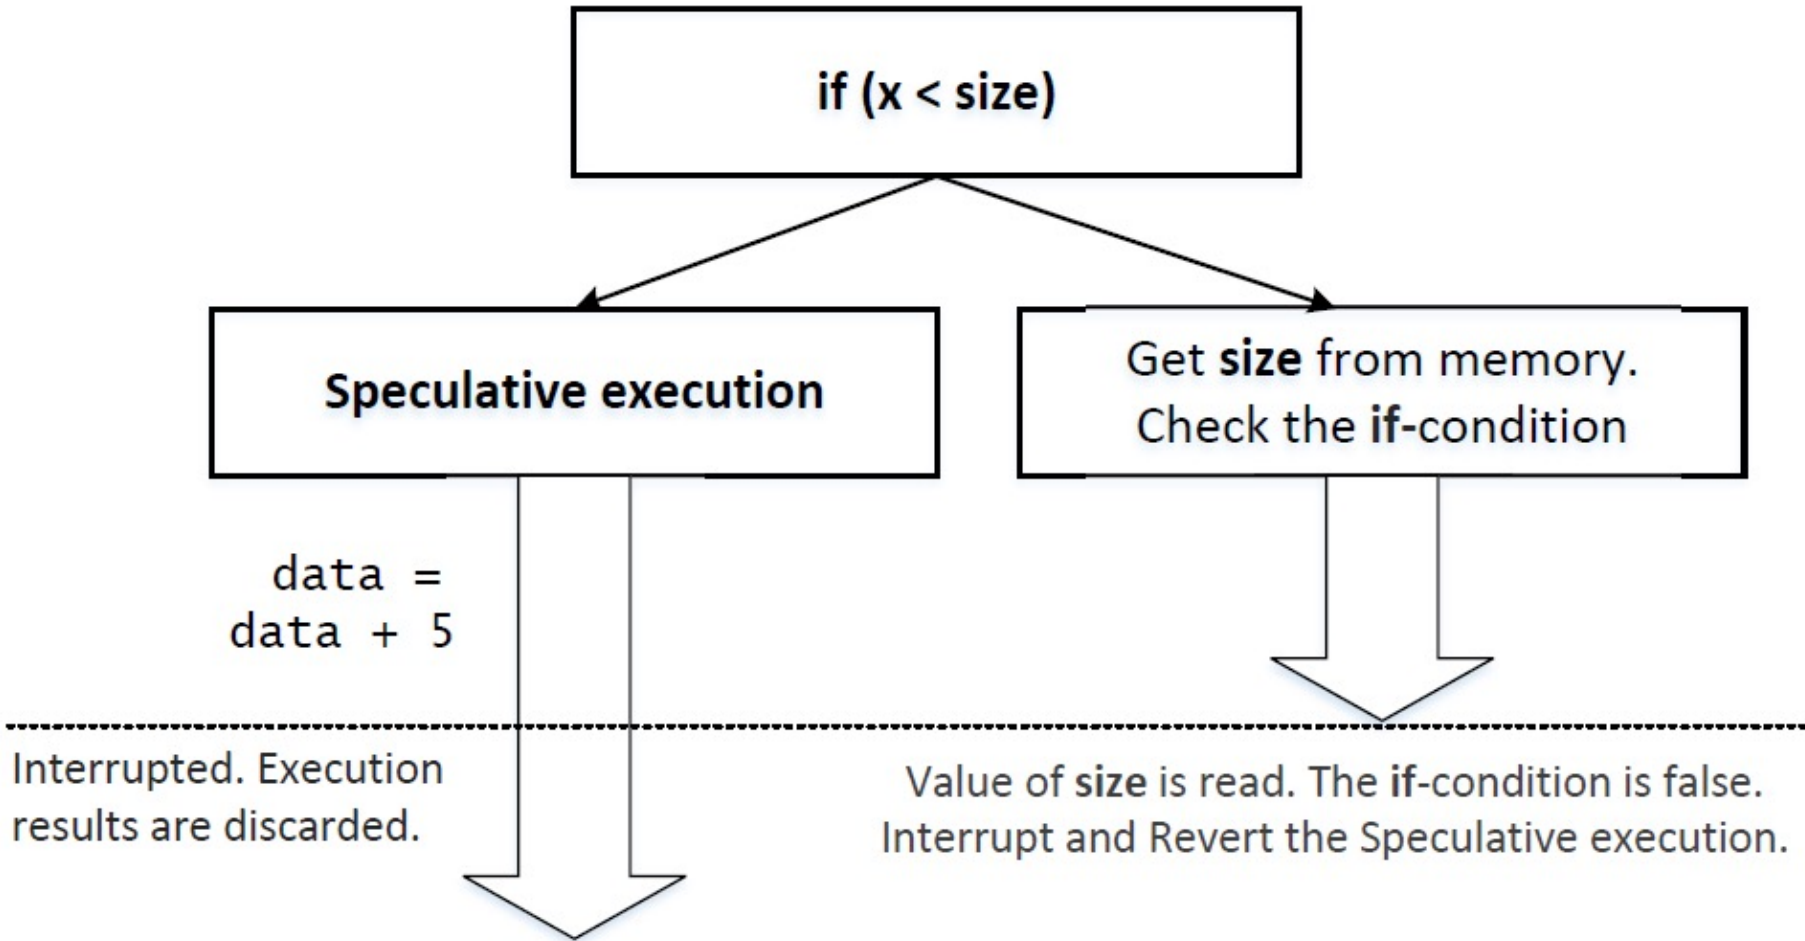 if (x < size)
Speculative execution
Get size from memory.
Check the if-condition
data =
data + 5
Interrupted. Execution
results are discarded.
Value of size is read. The if-condition is false.
Interrupt and Revert the Speculative execution.